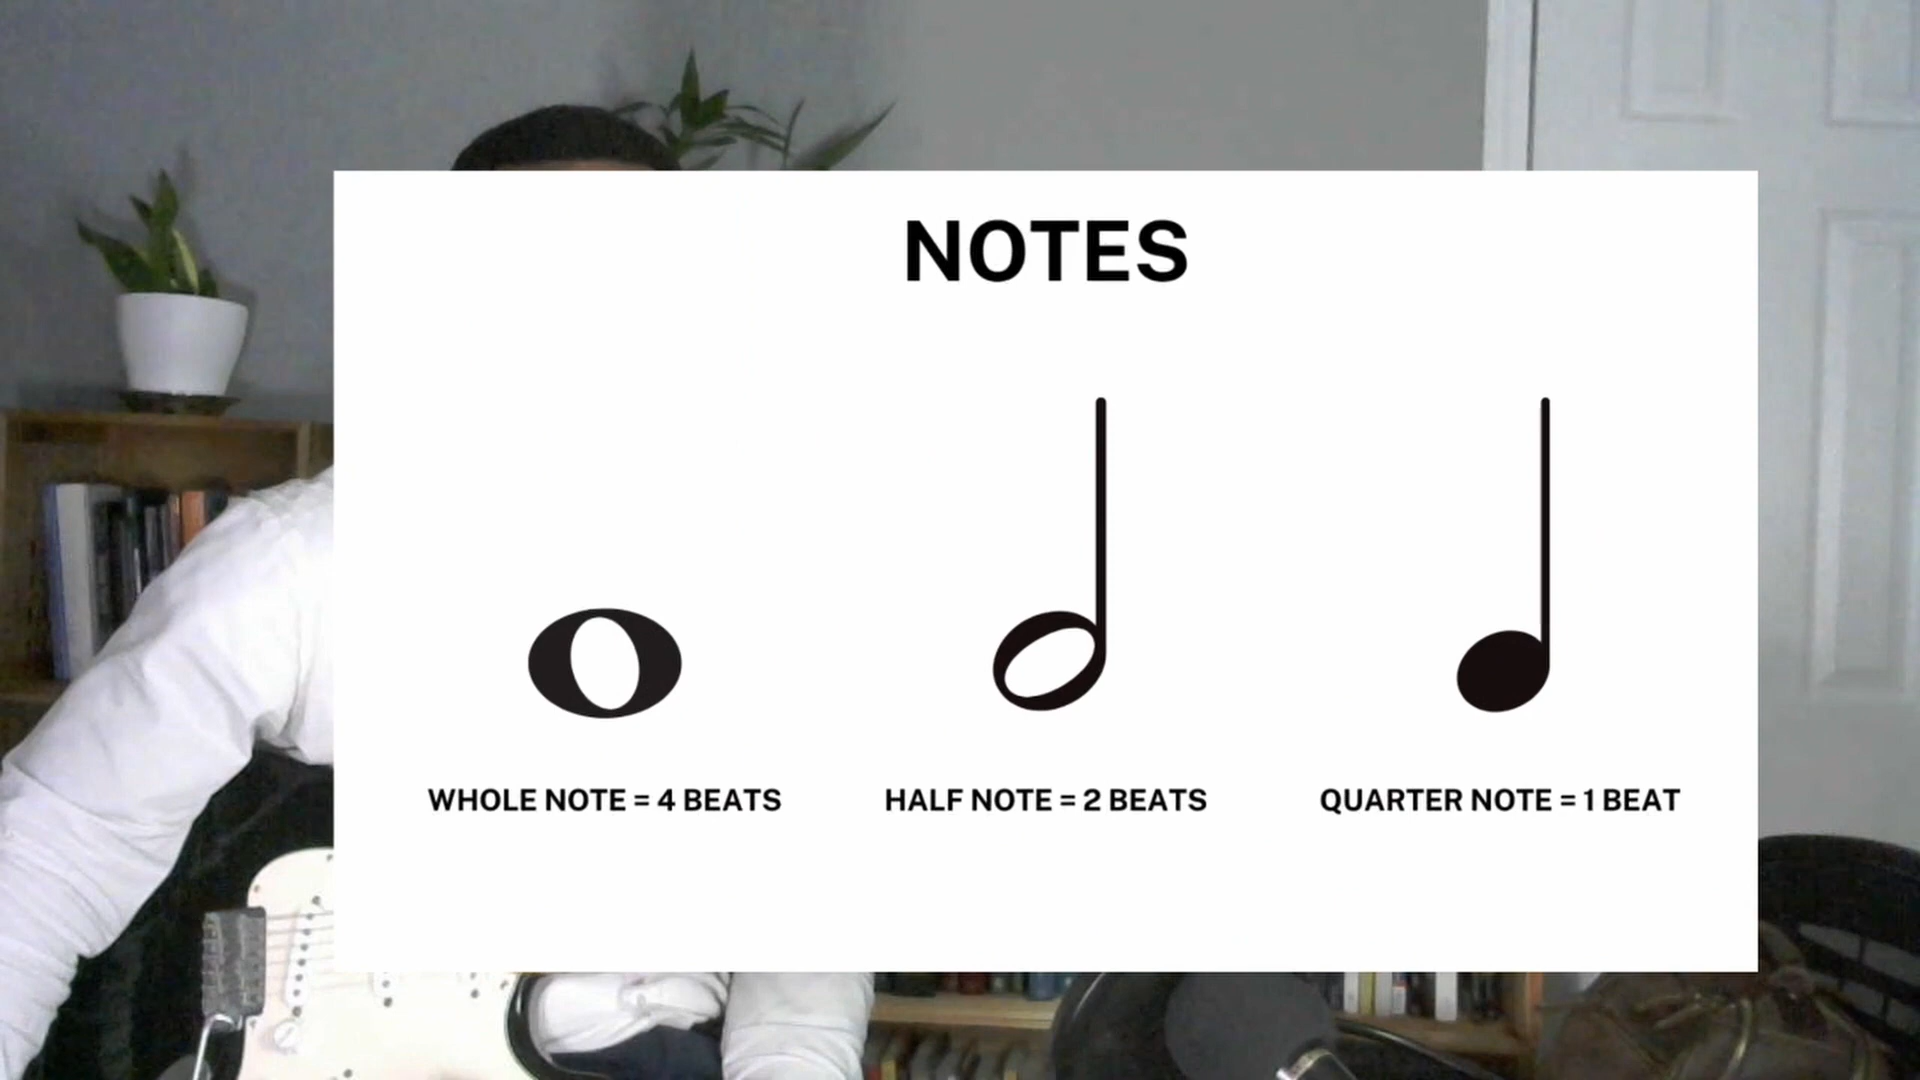 NOTES
WHOLE NOTE = 4 BEATS
HALF NOTE = 2 BEATS
QUARTER NOTE = 1 BEAT